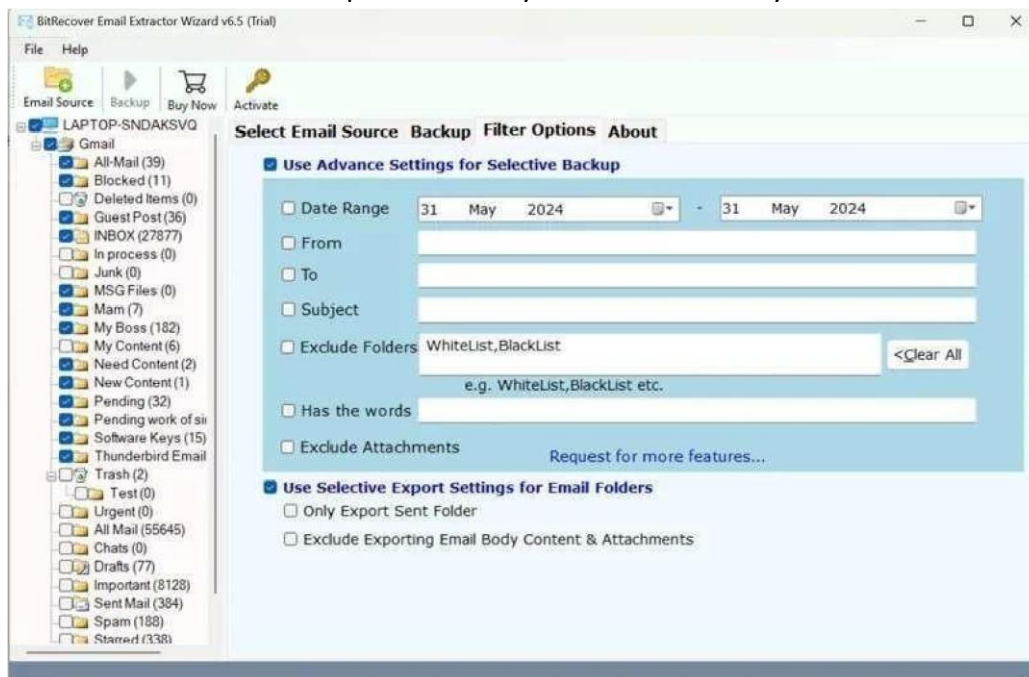 BitRecover Email Extractor Wizard v6.5 (Trial)
File Help
Email Source Backup Buy Now Activate
LAPTOP-SNDAKSVQ
Gmail
All-Mail (39)
Blocked (11)
Deleted Items (0)
Guest Post (36)
INBOX (27877)
In process (0)
Junk (0)
MSG Files (0)
Mam (7)
My Boss (182)
My Content (6)
Need Content (2)
New Content (1)
Pending (32)
Pending work of
Software Keys (15)
Thunderbird Email
Trash (2)
Test (0)
Urgent (0)
All Mail (55645)
Chats (0)
Drafts (77)
Important (8128)
Sent Mail (384)
Spam (188)
Starred (338)
Select Email Source Backup Filter Options About
Use Advance Settings for Selective Backup
Date Range 31 May 2024 - 31 May 2024
From
To
Subject
Exclude Folders WhiteList,BlackList <Clear All
e.g. WhiteList,BlackList etc.
Has the words
Exclude Attachments
Request for more features...
Use Selective Export Settings for Email Folders
Only Export Sent Folder
Exclude Exporting Email Body Content & Attachments